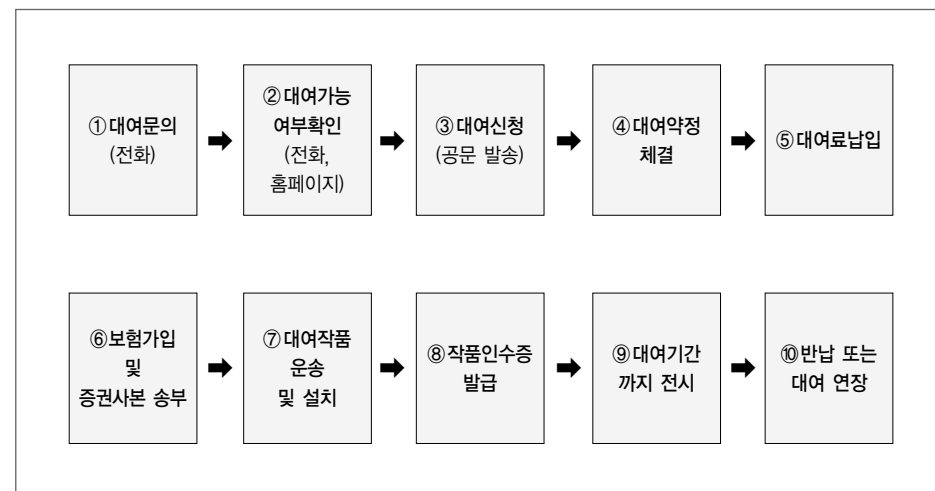 ①대여문의
(전화)
②대여가능
여부확인
(전화,
홈페이지)
③대여신청
(공문 발송)
④대여약정
체결
⑤대여료납입
⑥보험가입
및
증권사본 송부
⑦대여작품
운송
및 설치
⑧작품인수증
발급
⑨대여기간
까지 전시
⑩반납 또는
대여 연장